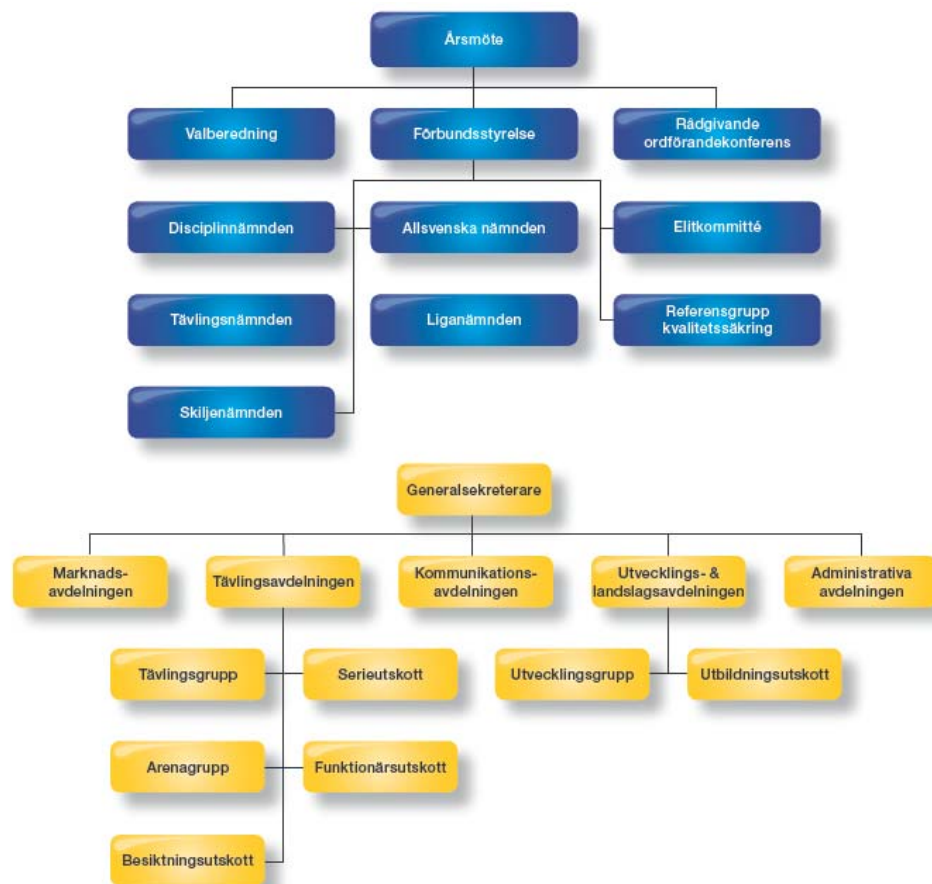 Årsmöte
Valberedning
Förbundsstyrelse
Rådgivande
ordförandekonferens
Disciplinnämnden
Allsvenska nämnden
Elitkommitté
Tävlingsnämnden
Liganämnden
Referensgrupp
kvalitetssäkring
Skiljenämnden
Generalsekreterare
Marknads-
avdelningen
Tävlingsavdelningen
Kommunikations-
avdelningen
Utvecklings- &
landslagsavdelningen
Administrativa
avdelningen
Tävlingsgrupp
Serieutskott
Utvecklingsgrupp
Utbildningsutskott
Arenagrupp
Funktionärsutskott
Besiktningsutskott